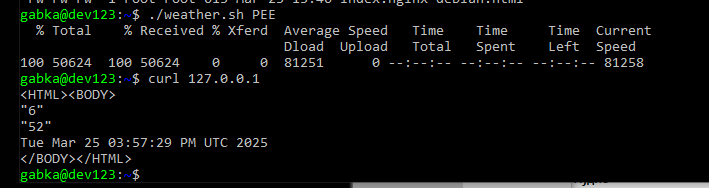 gabka@dev123:~$ ./weather.sh PEE
% Total % Received % Xferd Average Speed Time Time Time Current
Dload Upload Total Spent Left Speed
100 50624 100 50624 0 0 81251 0 --:--:-- --:--:-- --:--:-- 81258
gabka@dev123:~$ curl 127.0.0.1
<HTML><BODY>
"6"
"52"
Tue Mar 25 03:57:29 PM UTC 2025
</BODY></HTML>
gabka@dev123:~$